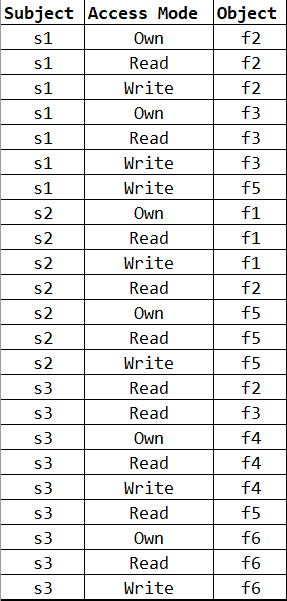 Subject Access Mode Object
s1 Own f2
s1 Read f2
s1 Write f2
s1 Own f3
s1 Read f3
s1 Write f3
s1 Write f5
s2 Own f1
s2 Read f1
s2 Write f1
s2 Read f2
s2 Own f5
s2 Read f5
s2 Write f5
s3 Read f2
s3 Read f3
s3 Own f4
s3 Read f4
s3 Write f4
s3 Read f5
s3 Own f6
s3 Read f6
s3 Write f6